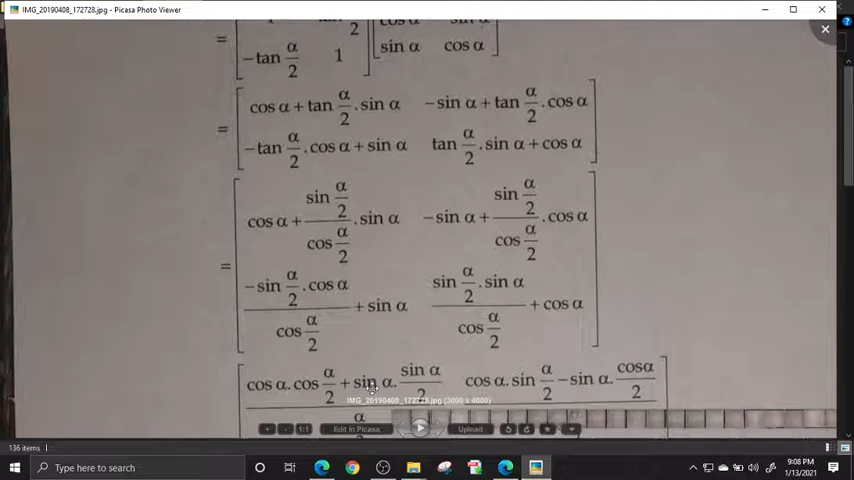 IMG_20190408_172728.jpg - Picasa Photo Viewer
2
= -tan α/2 1
sin α cos α
cos α + tan α/2 . sin α -sin α + tan α/2 . cos α
=
-tan α/2 . cos α + sin α tan α/2 . sin α + cos α
cos α + sin α/2 / cos α/2 . sin α -sin α + sin α/2 / cos α/2 . cos α
=
-sin α/2 . cos α / cos α/2 + sin α sin α/2 . sin α / cos α/2 + cos α
cos α. cos α/2 + sin α. sin α/2 cos α. sin α/2 - sin α. cosα/2
IMG_20190408_172728.jpg (3000 x 4000)
α
1:1 Edit in Picasa Upload
136 items
Type here to search
9:08 PM
1/13/2021